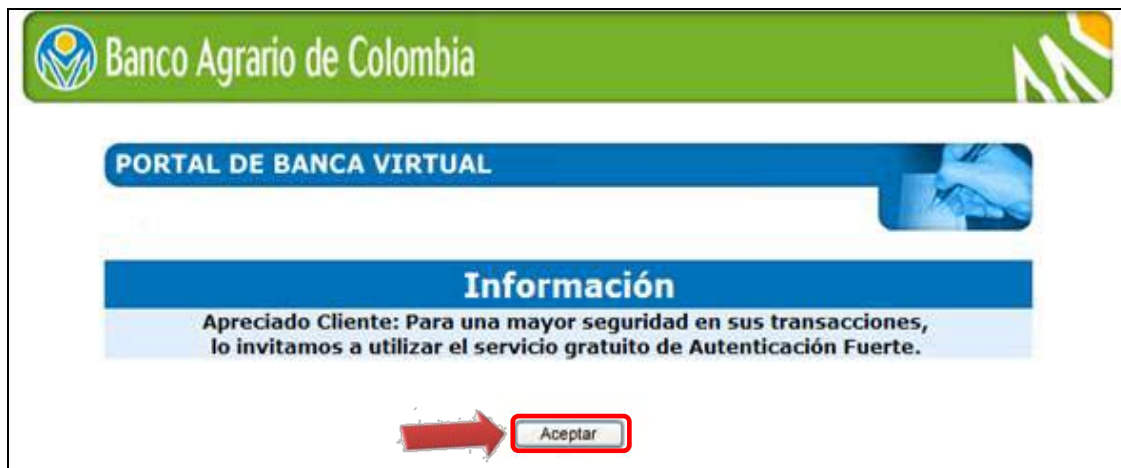 Banco Agrario de Colombia
PORTAL DE BANCA VIRTUAL
Información
Apreciado Cliente: Para una mayor seguridad en sus transacciones,
lo invitamos a utilizar el servicio gratuito de Autenticación Fuerte.
Aceptar